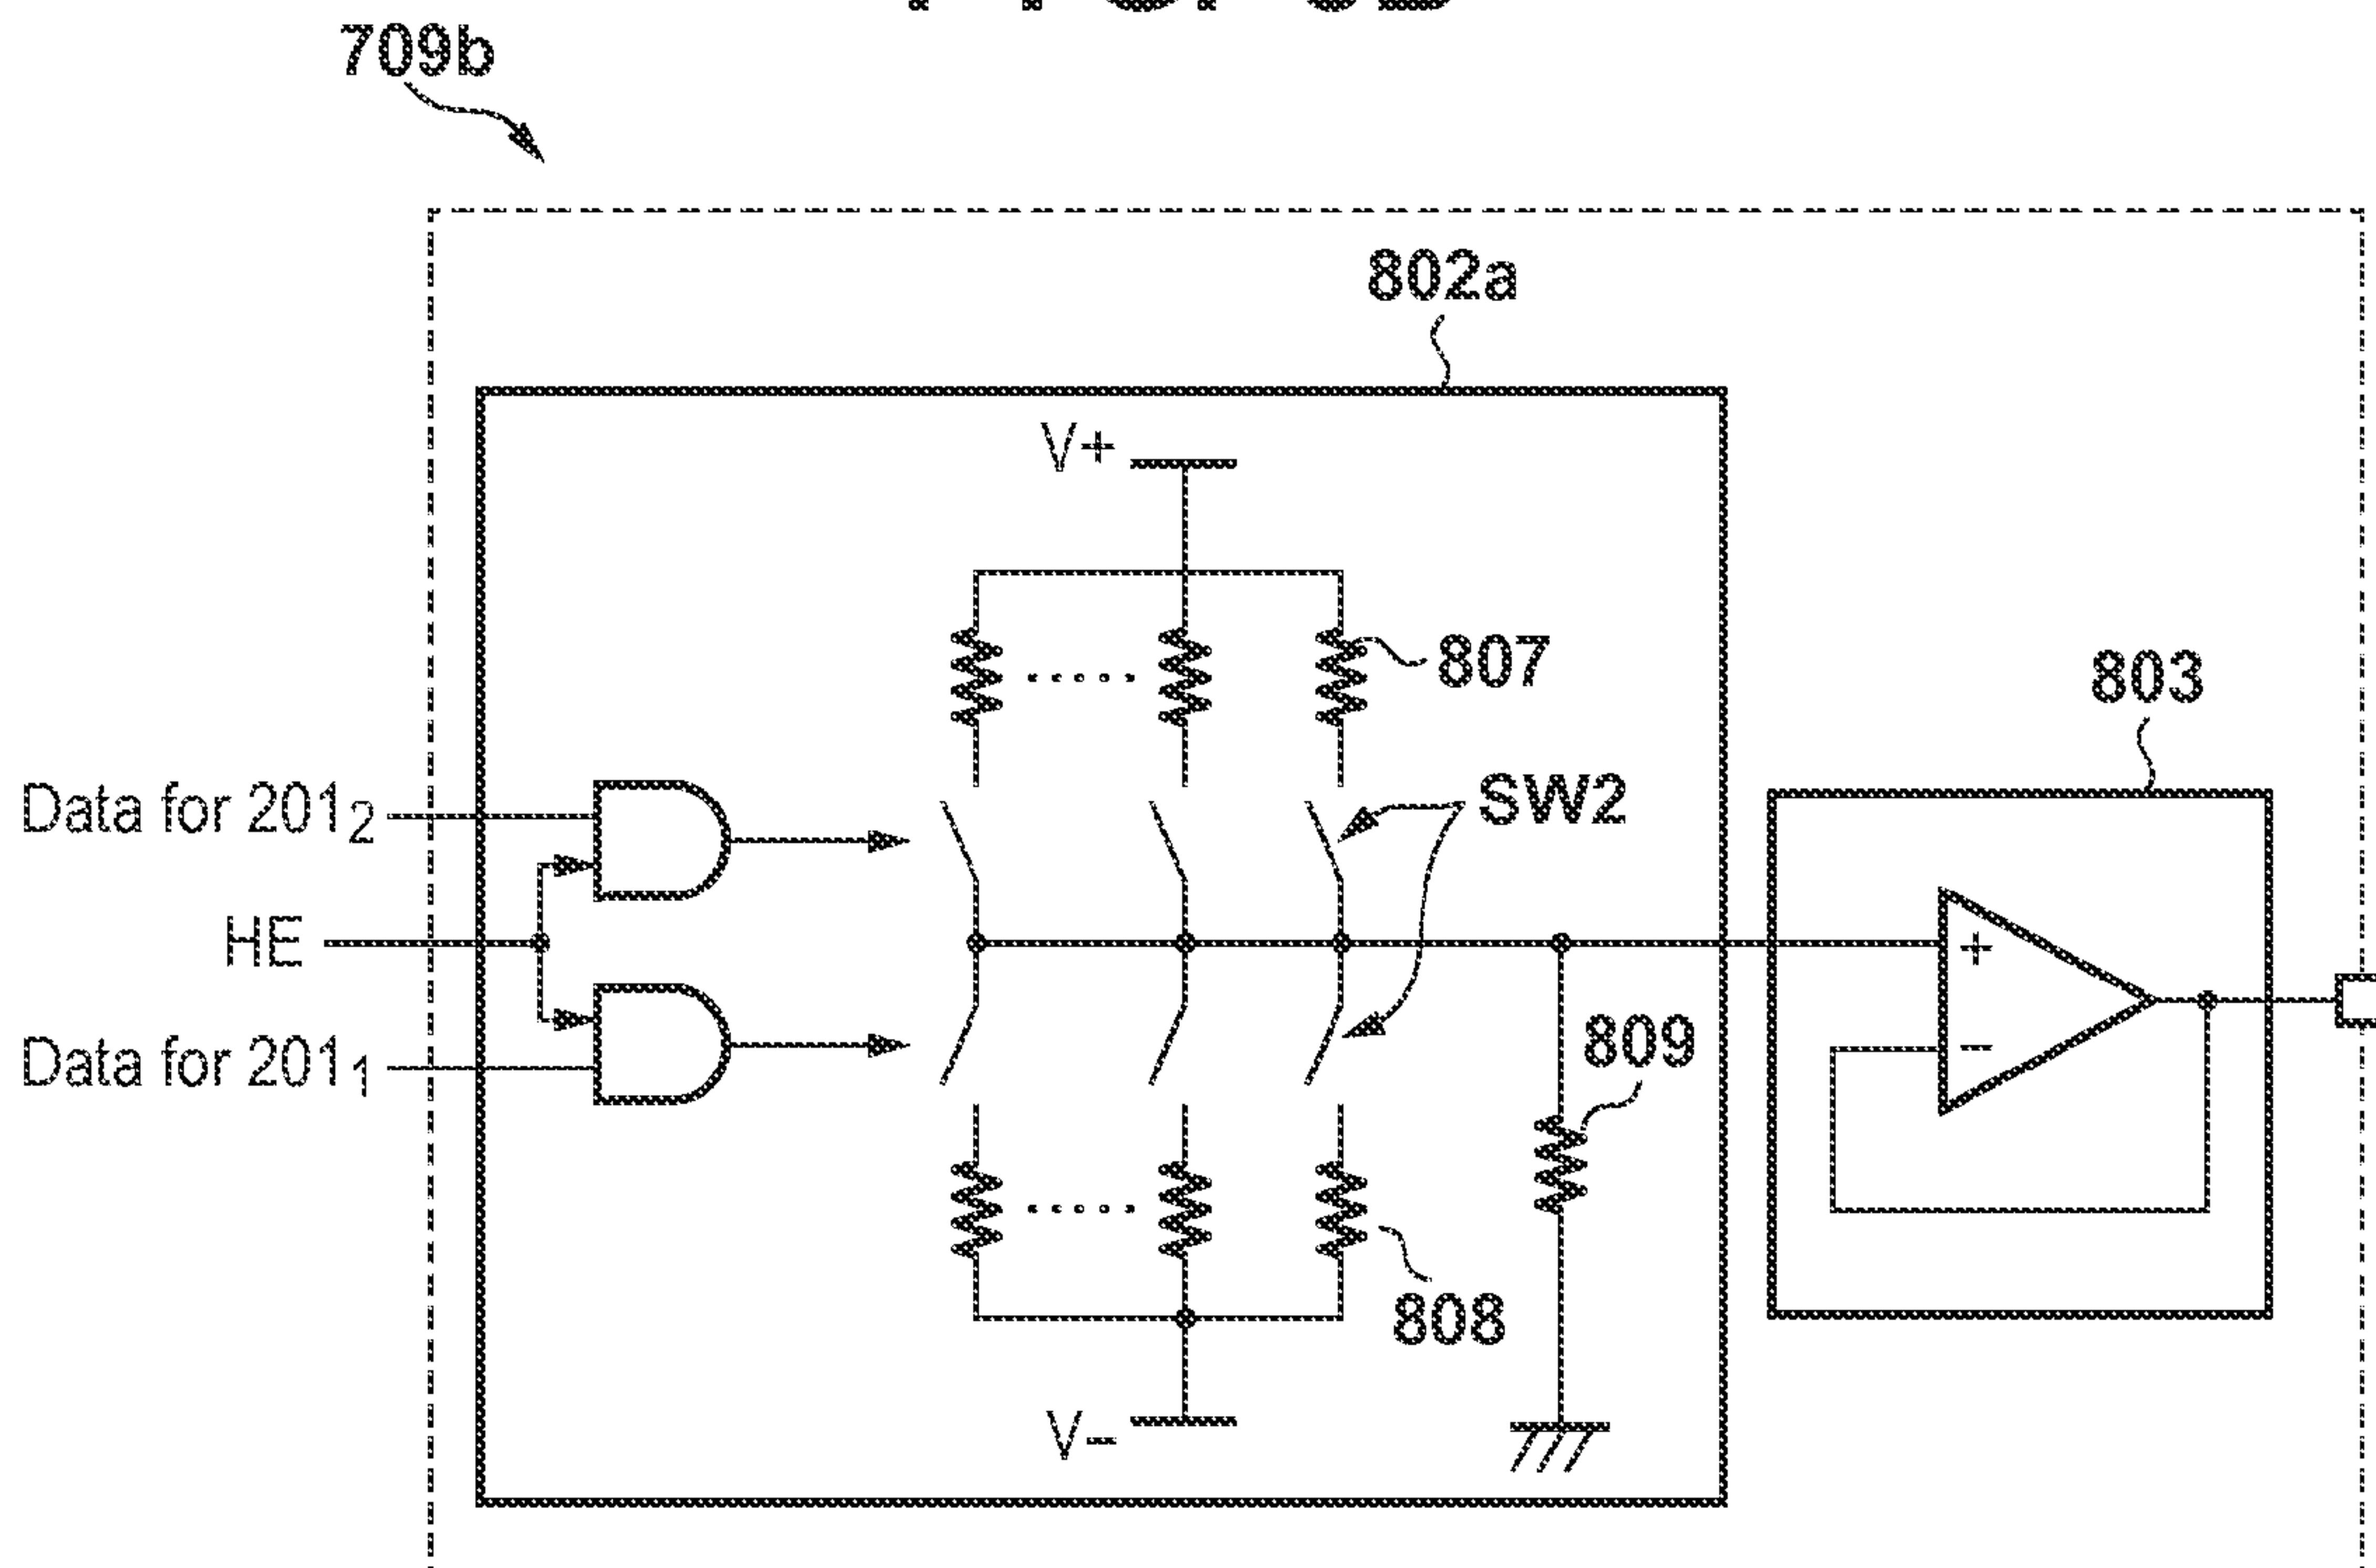 709b
802a
V+
807
803
Data for 201₂
SW2
HE
+
−
809
Data for 201₁
808
V−